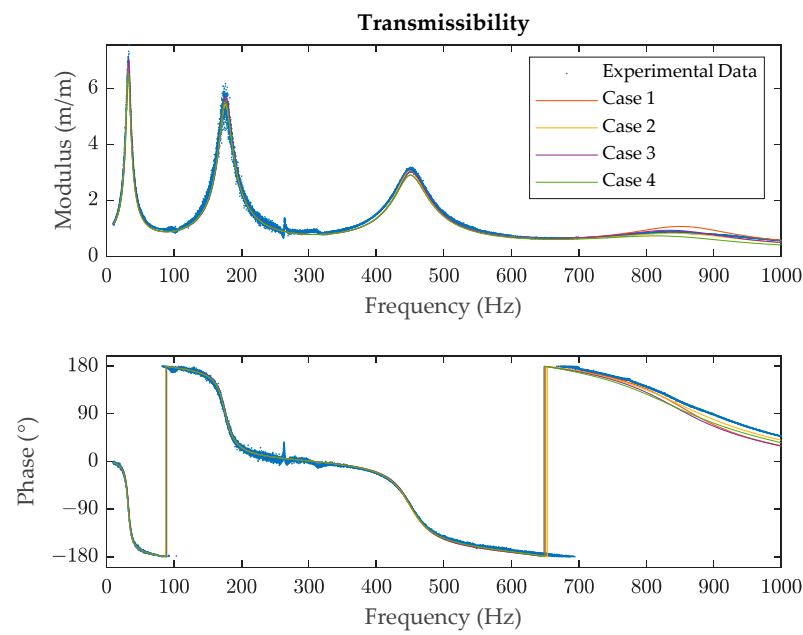 Transmissibility
6
4
2
0
Modulus (m/m)
Experimental Data
Case 1
Case 2
Case 3
Case 4
0 100 200 300 400 500 600 700 800 900 1000
Frequency (Hz)
180
90
0
−90
−180
Phase (°)
0 100 200 300 400 500 600 700 800 900 1000
Frequency (Hz)